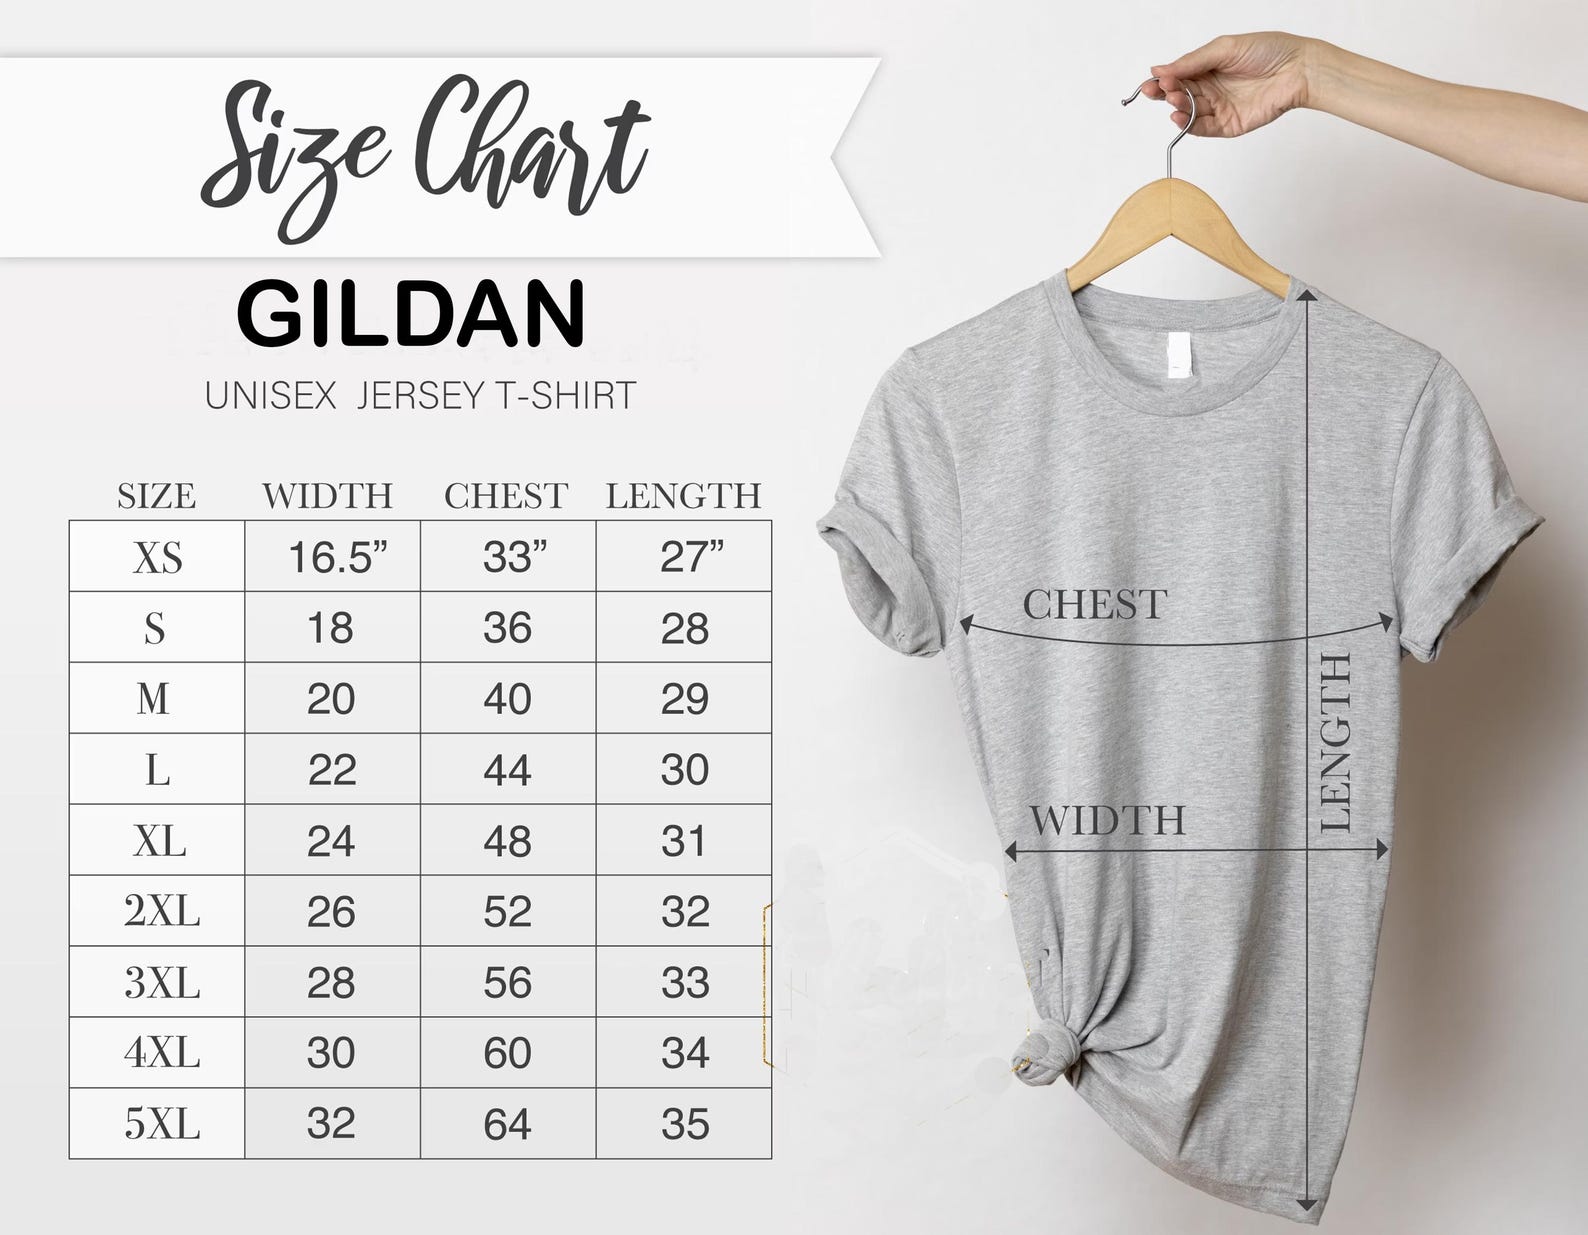 Size Chart
GILDAN
UNISEX JERSEY T-SHIRT
SIZE WIDTH CHEST LENGTH
XS 16.5” 33” 27”
S 18 36 28
M 20 40 29
L 22 44 30
XL 24 48 31
2XL 26 52 32
3XL 28 56 33
4XL 30 60 34
5XL 32 64 35
CHEST
WIDTH
LENGTH